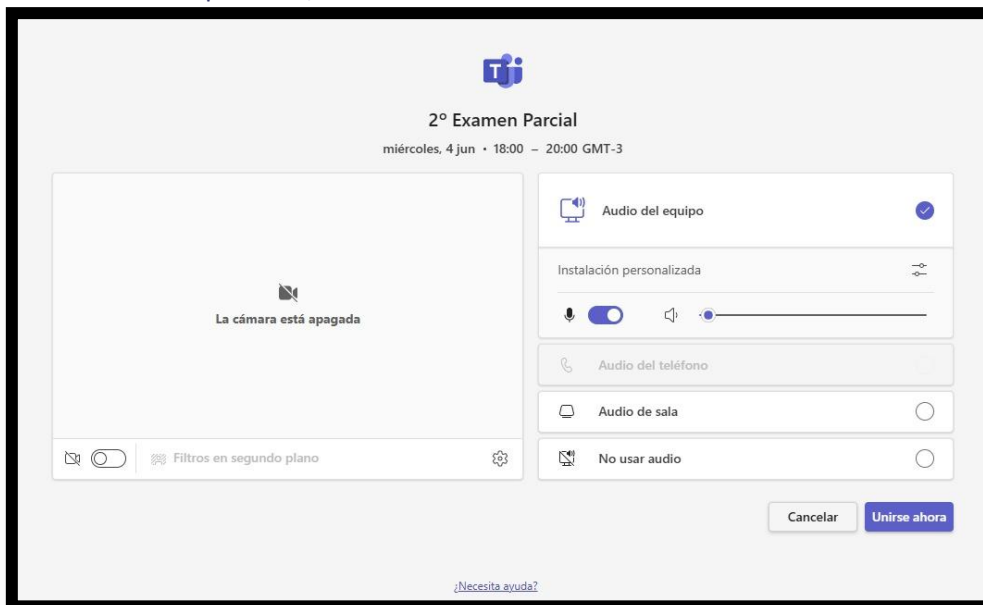 2º Examen Parcial
miércoles, 4 jun • 18:00 – 20:00 GMT-3
La cámara está apagada
Filtros en segundo plano
Audio del equipo
Instalación personalizada
Audio del teléfono
Audio de sala
No usar audio
Cancelar
Unirse ahora
¿Necesita ayuda?